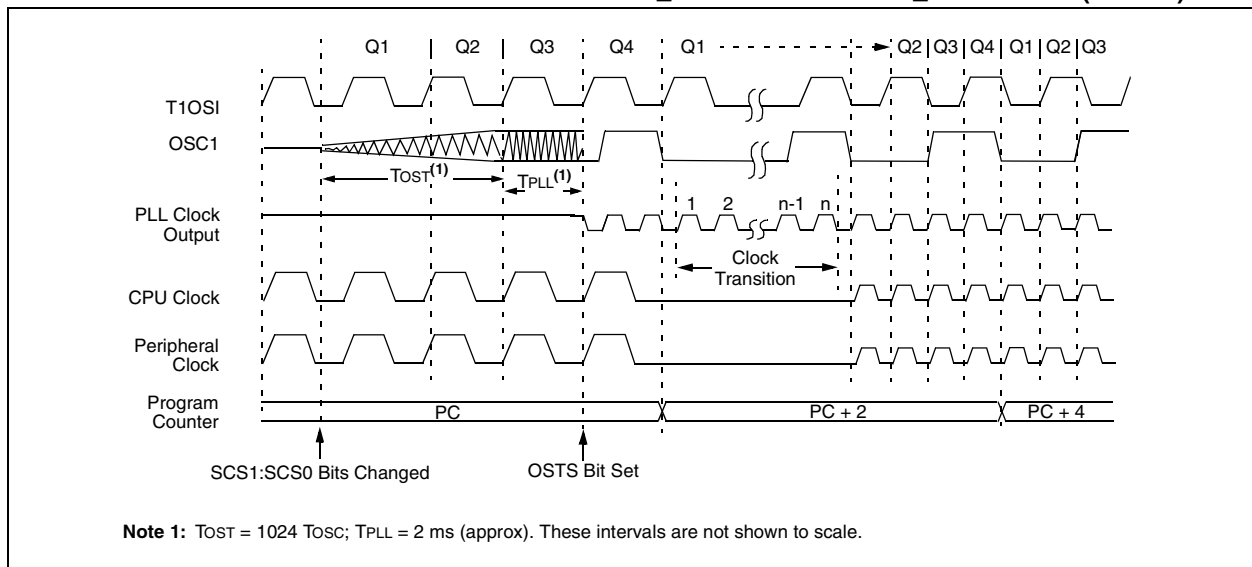 Q1 Q2 Q3 Q4 Q1 Q2 Q3 Q4 Q1 Q2 Q3
T1OSI
OSC1
TOST(1)
TPLL(1)
1 2 n-1 n
PLL Clock
Output
Clock
Transition
CPU Clock
Peripheral
Clock
Program
Counter
PC PC + 2 PC + 4
SCS1:SCS0 Bits Changed
OSTS Bit Set
Note 1: TOST = 1024 TOSC; TPLL = 2 ms (approx). These intervals are not shown to scale.